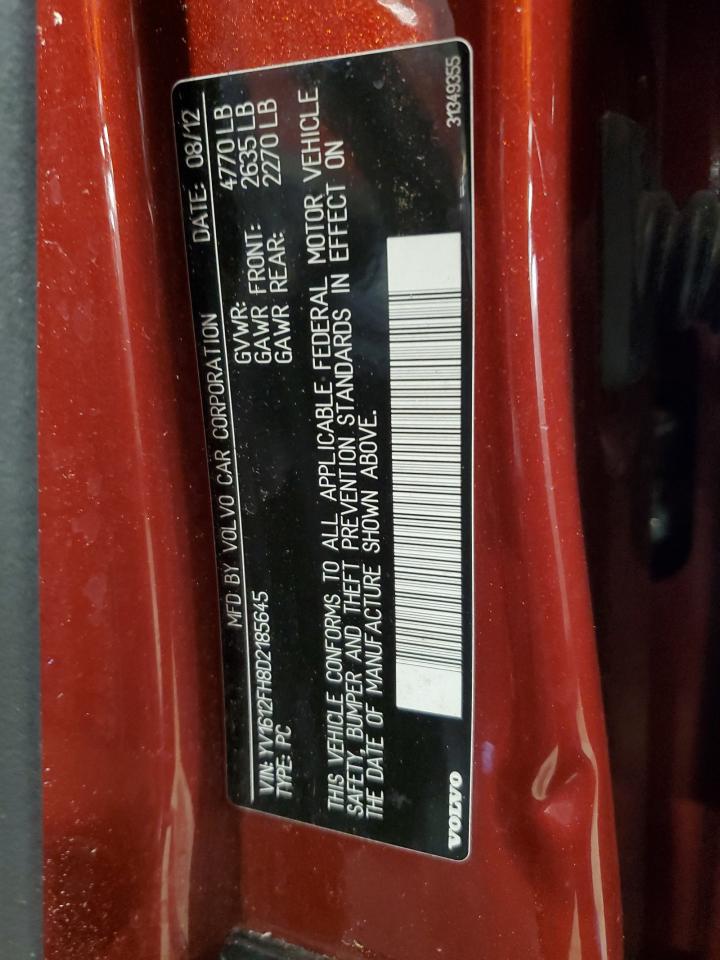 MFD BY VOLVO CAR CORPORATION DATE: 08/12
GVWR: 4770 LB
GAWR FRONT: 2635 LB
GAWR REAR: 2270 LB
VIN: YV1612FH8D2185645
TYPE: PC
THIS VEHICLE CONFORMS TO ALL APPLICABLE FEDERAL MOTOR VEHICLE
SAFETY, BUMPER AND THEFT PREVENTION STANDARDS IN EFFECT ON
THE DATE OF MANUFACTURE SHOWN ABOVE.
VOLVO
31349355